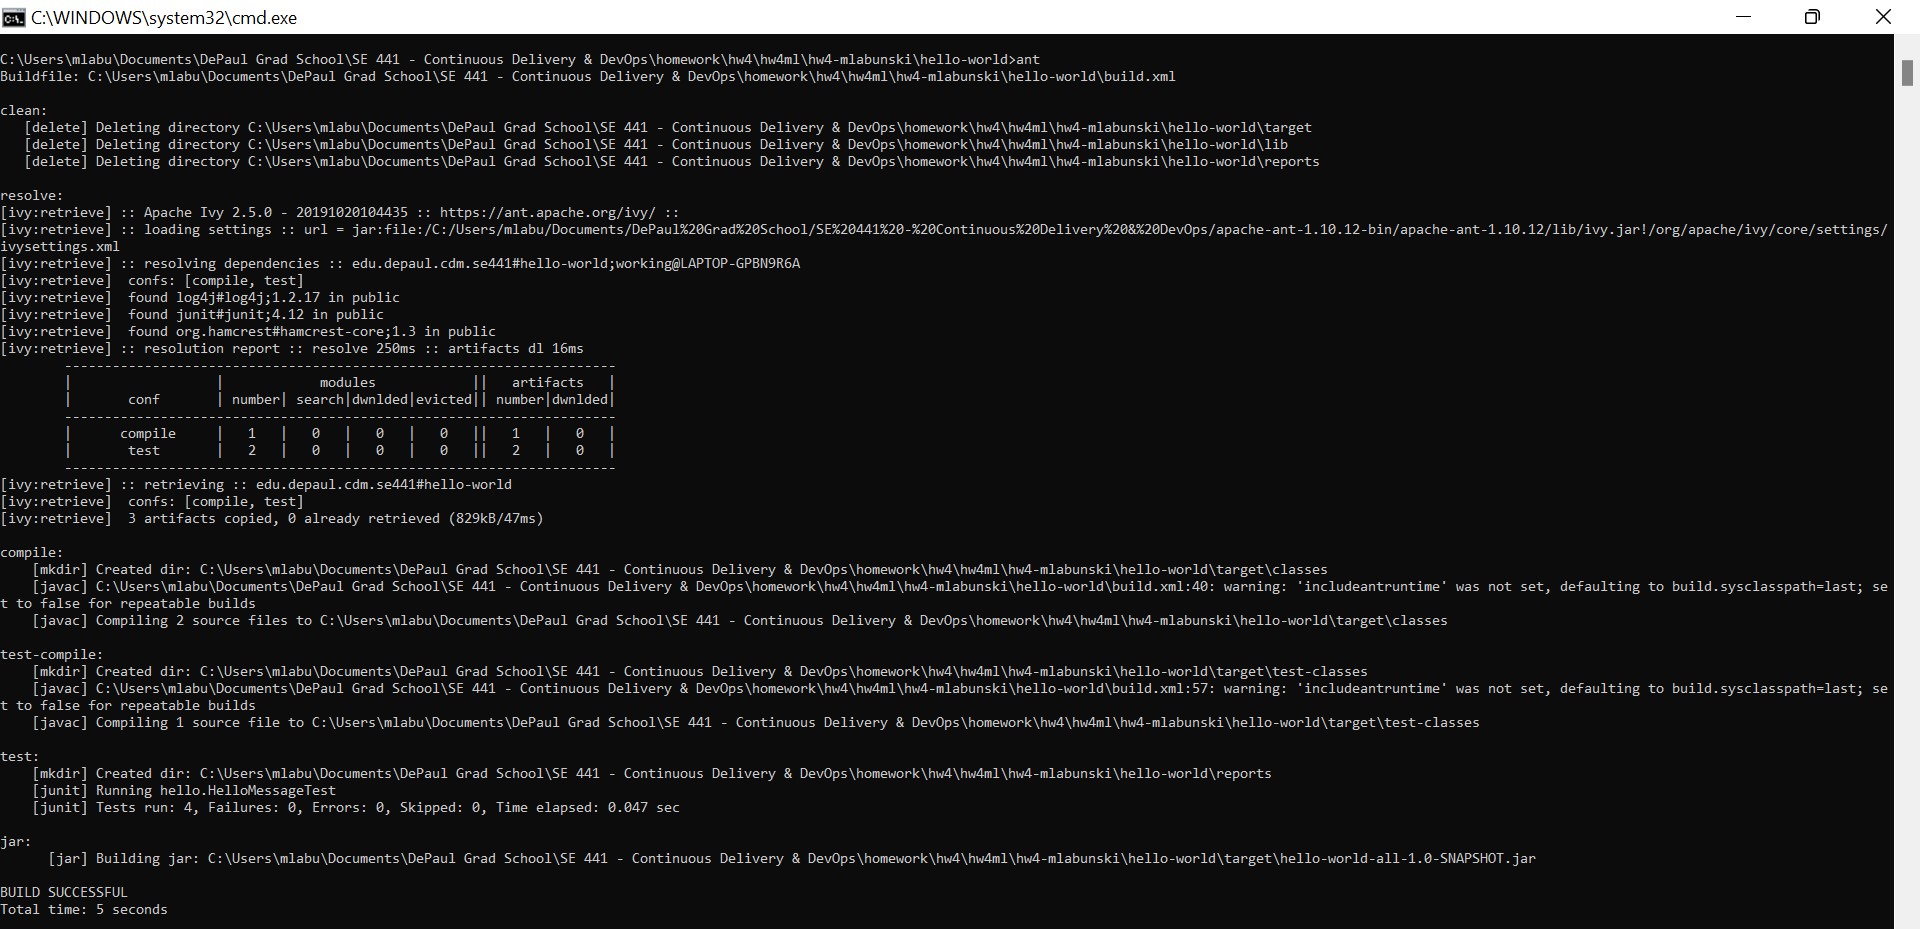 C:\WINDOWS\system32\cmd.exe
C:\Users\mlabu\Documents\DePaul Grad School\SE 441 - Continuous Delivery & DevOps\homework\hw4\hw4ml\hw4-mlabunski\hello-world>ant
Buildfile: C:\Users\mlabu\Documents\DePaul Grad School\SE 441 - Continuous Delivery & DevOps\homework\hw4\hw4ml\hw4-mlabunski\hello-world\build.xml
clean:
[delete] Deleting directory C:\Users\mlabu\Documents\DePaul Grad School\SE 441 - Continuous Delivery & DevOps\homework\hw4\hw4ml\hw4-mlabunski\hello-world\target
[delete] Deleting directory C:\Users\mlabu\Documents\DePaul Grad School\SE 441 - Continuous Delivery & DevOps\homework\hw4\hw4ml\hw4-mlabunski\hello-world\lib
[delete] Deleting directory C:\Users\mlabu\Documents\DePaul Grad School\SE 441 - Continuous Delivery & DevOps\homework\hw4\hw4ml\hw4-mlabunski\hello-world\reports
resolve:
[ivy:retrieve] :: Apache Ivy 2.5.0 - 20191020104435 :: https://ant.apache.org/ivy/ ::
[ivy:retrieve] :: loading settings :: url = jar:file:/C:/Users/mlabu/Documents/DePaul%20Grad%20School/SE%20441%20-%20Continuous%20Delivery%20&%20DevOps/apache-ant-1.10.12-bin/apache-ant-1.10.12/lib/ivy.jar!/org/apache/ivy/core/settings/
ivysettings.xml
[ivy:retrieve] :: resolving dependencies :: edu.depaul.cdm.se441#hello-world;working@LAPTOP-GPBN9R6A
[ivy:retrieve]  confs: [compile, test]
[ivy:retrieve]  found log4j#log4j;1.2.17 in public
[ivy:retrieve]  found junit#junit;4.12 in public
[ivy:retrieve]  found org.hamcrest#hamcrest-core;1.3 in public
[ivy:retrieve] :: resolution report :: resolve 250ms :: artifacts dl 16ms
---------------------------------------------------------------------
|                  |            modules            ||   artifacts   |
|       conf       | number| search|dwnlded|evicted|| number|dwnlded|
---------------------------------------------------------------------
|      compile     |   1   |   0   |   0   |   0   ||   1   |   0   |
|       test       |   2   |   0   |   0   |   0   ||   2   |   0   |
---------------------------------------------------------------------
[ivy:retrieve] :: retrieving :: edu.depaul.cdm.se441#hello-world
[ivy:retrieve]  confs: [compile, test]
[ivy:retrieve]  3 artifacts copied, 0 already retrieved (829kB/47ms)
compile:
[mkdir] Created dir: C:\Users\mlabu\Documents\DePaul Grad School\SE 441 - Continuous Delivery & DevOps\homework\hw4\hw4ml\hw4-mlabunski\hello-world\target\classes
[javac] C:\Users\mlabu\Documents\DePaul Grad School\SE 441 - Continuous Delivery & DevOps\homework\hw4\hw4ml\hw4-mlabunski\hello-world\build.xml:40: warning: 'includeantruntime' was not set, defaulting to build.sysclasspath=last; se
t to false for repeatable builds
[javac] Compiling 2 source files to C:\Users\mlabu\Documents\DePaul Grad School\SE 441 - Continuous Delivery & DevOps\homework\hw4\hw4ml\hw4-mlabunski\hello-world\target\classes
test-compile:
[mkdir] Created dir: C:\Users\mlabu\Documents\DePaul Grad School\SE 441 - Continuous Delivery & DevOps\homework\hw4\hw4ml\hw4-mlabunski\hello-world\target\test-classes
[javac] C:\Users\mlabu\Documents\DePaul Grad School\SE 441 - Continuous Delivery & DevOps\homework\hw4\hw4ml\hw4-mlabunski\hello-world\build.xml:57: warning: 'includeantruntime' was not set, defaulting to build.sysclasspath=last; se
t to false for repeatable builds
[javac] Compiling 1 source file to C:\Users\mlabu\Documents\DePaul Grad School\SE 441 - Continuous Delivery & DevOps\homework\hw4\hw4ml\hw4-mlabunski\hello-world\target\test-classes
test:
[mkdir] Created dir: C:\Users\mlabu\Documents\DePaul Grad School\SE 441 - Continuous Delivery & DevOps\homework\hw4\hw4ml\hw4-mlabunski\hello-world\reports
[junit] Running hello.HelloMessageTest
[junit] Tests run: 4, Failures: 0, Errors: 0, Skipped: 0, Time elapsed: 0.047 sec
jar:
[jar] Building jar: C:\Users\mlabu\Documents\DePaul Grad School\SE 441 - Continuous Delivery & DevOps\homework\hw4\hw4ml\hw4-mlabunski\hello-world\target\hello-world-all-1.0-SNAPSHOT.jar
BUILD SUCCESSFUL
Total time: 5 seconds